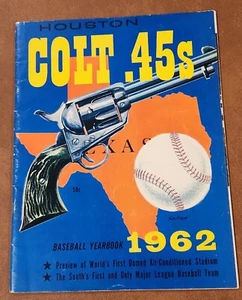 HOUSTON
COLT .45s
TEXAS
50c
BASEBALL YEARBOOK 1962
★ Preview of World's First Domed Air-Conditioned Stadium
★ The South's First and Only Major League Baseball Team